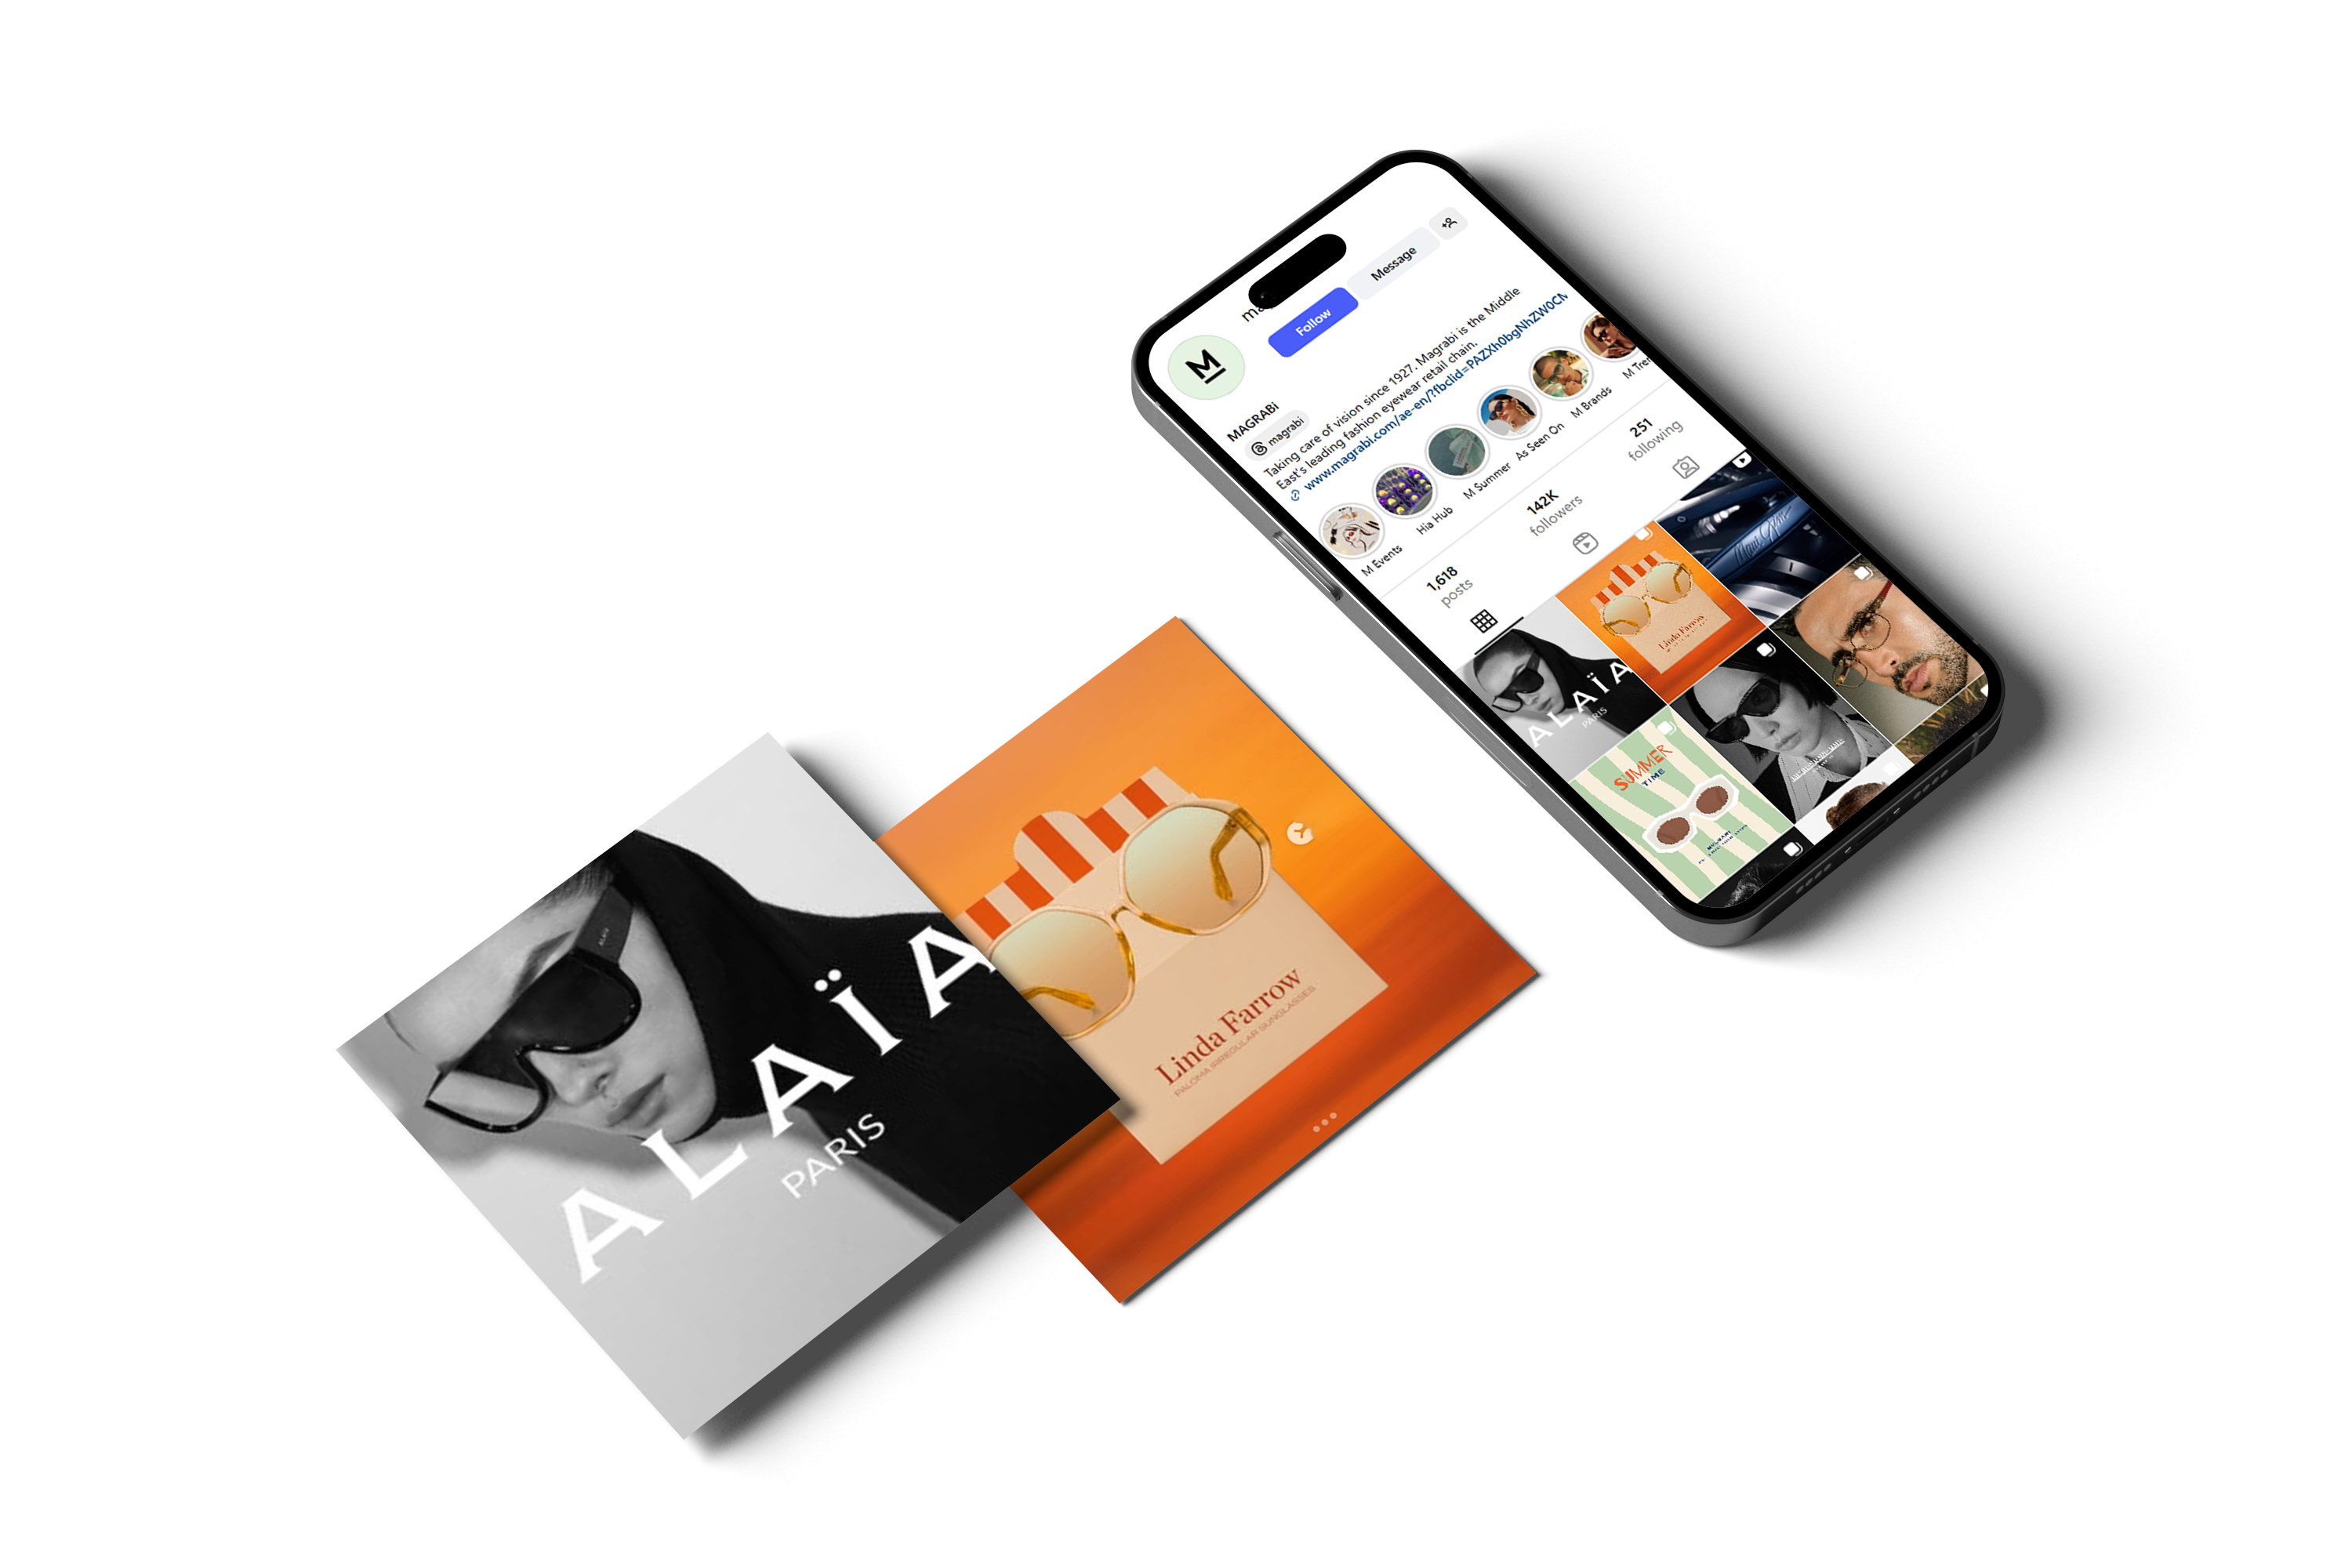 ma
Follow
Message
M
MAGRABi
magrabi
Taking care of vision since 1927. Magrabi is the Middle
East's leading fashion eyewear retail chain.
www.magrabi.com/ae-en/?fbclid=PAZXh0bgNhZW0CM
M Events
Hia Hub
M Summer
As Seen On
M Brands
M Tre
1,618
posts
142K
followers
251
following
ALAÏA
PARIS
Linda Farrow
SUMMER
TIME
ALAÏA
PARIS
Linda Farrow
PALOMA IRREGULAR SUNGLASSES